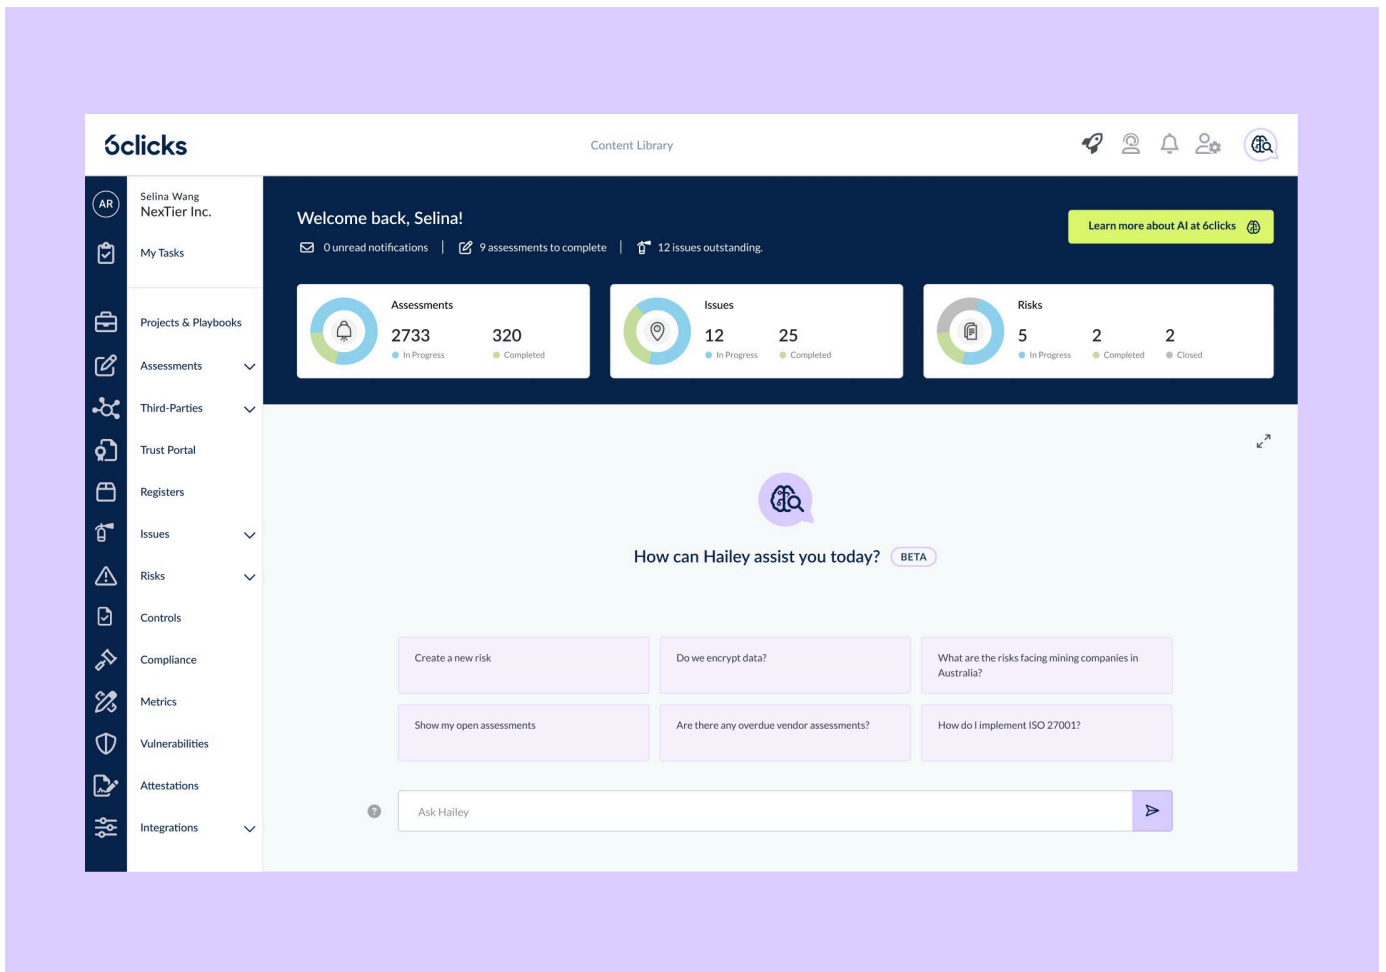 6clicks
Content Library
AR
Selina Wang
NexTier Inc.
My Tasks
Projects & Playbooks
Assessments
Third-Parties
Trust Portal
Registers
Issues
Risks
Controls
Compliance
Metrics
Vulnerabilities
Attestations
Integrations
Welcome back, Selina!
0 unread notifications | 9 assessments to complete | 12 issues outstanding.
Learn more about AI at 6clicks
Assessments
2733 320
In Progress Completed
Issues
12 25
In Progress Completed
Risks
5 2 2
In Progress Completed Closed
How can Hailey assist you today? BETA
Create a new risk
Do we encrypt data?
What are the risks facing mining companies in
Australia?
Show my open assessments
Are there any overdue vendor assessments?
How do I implement ISO 27001?
?
Ask Hailey